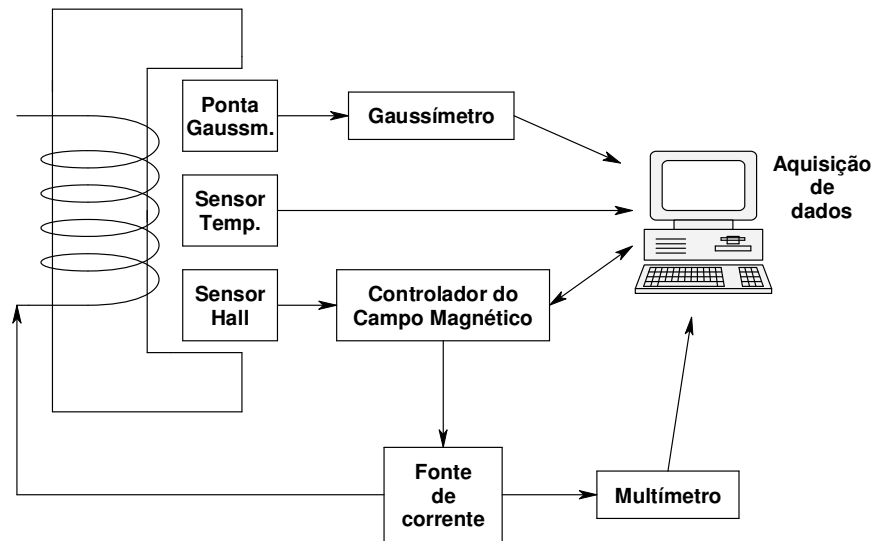 Ponta
Gaussm.
Gaussímetro
Aquisição
de
dados
Sensor
Temp.
Sensor
Hall
Controlador do
Campo Magnético
Fonte
de
corrente
Multímetro